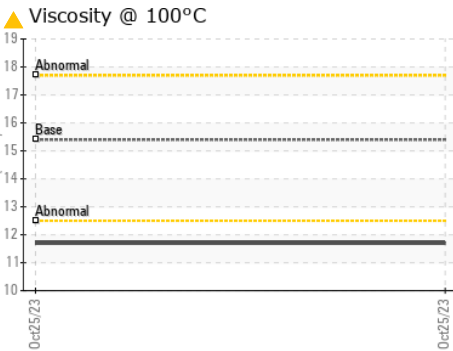 Viscosity @ 100°C
19
18
17
16
15
14
13
12
11
10
Abnormal
Base
Abnormal
Oct25/23
Oct25/23